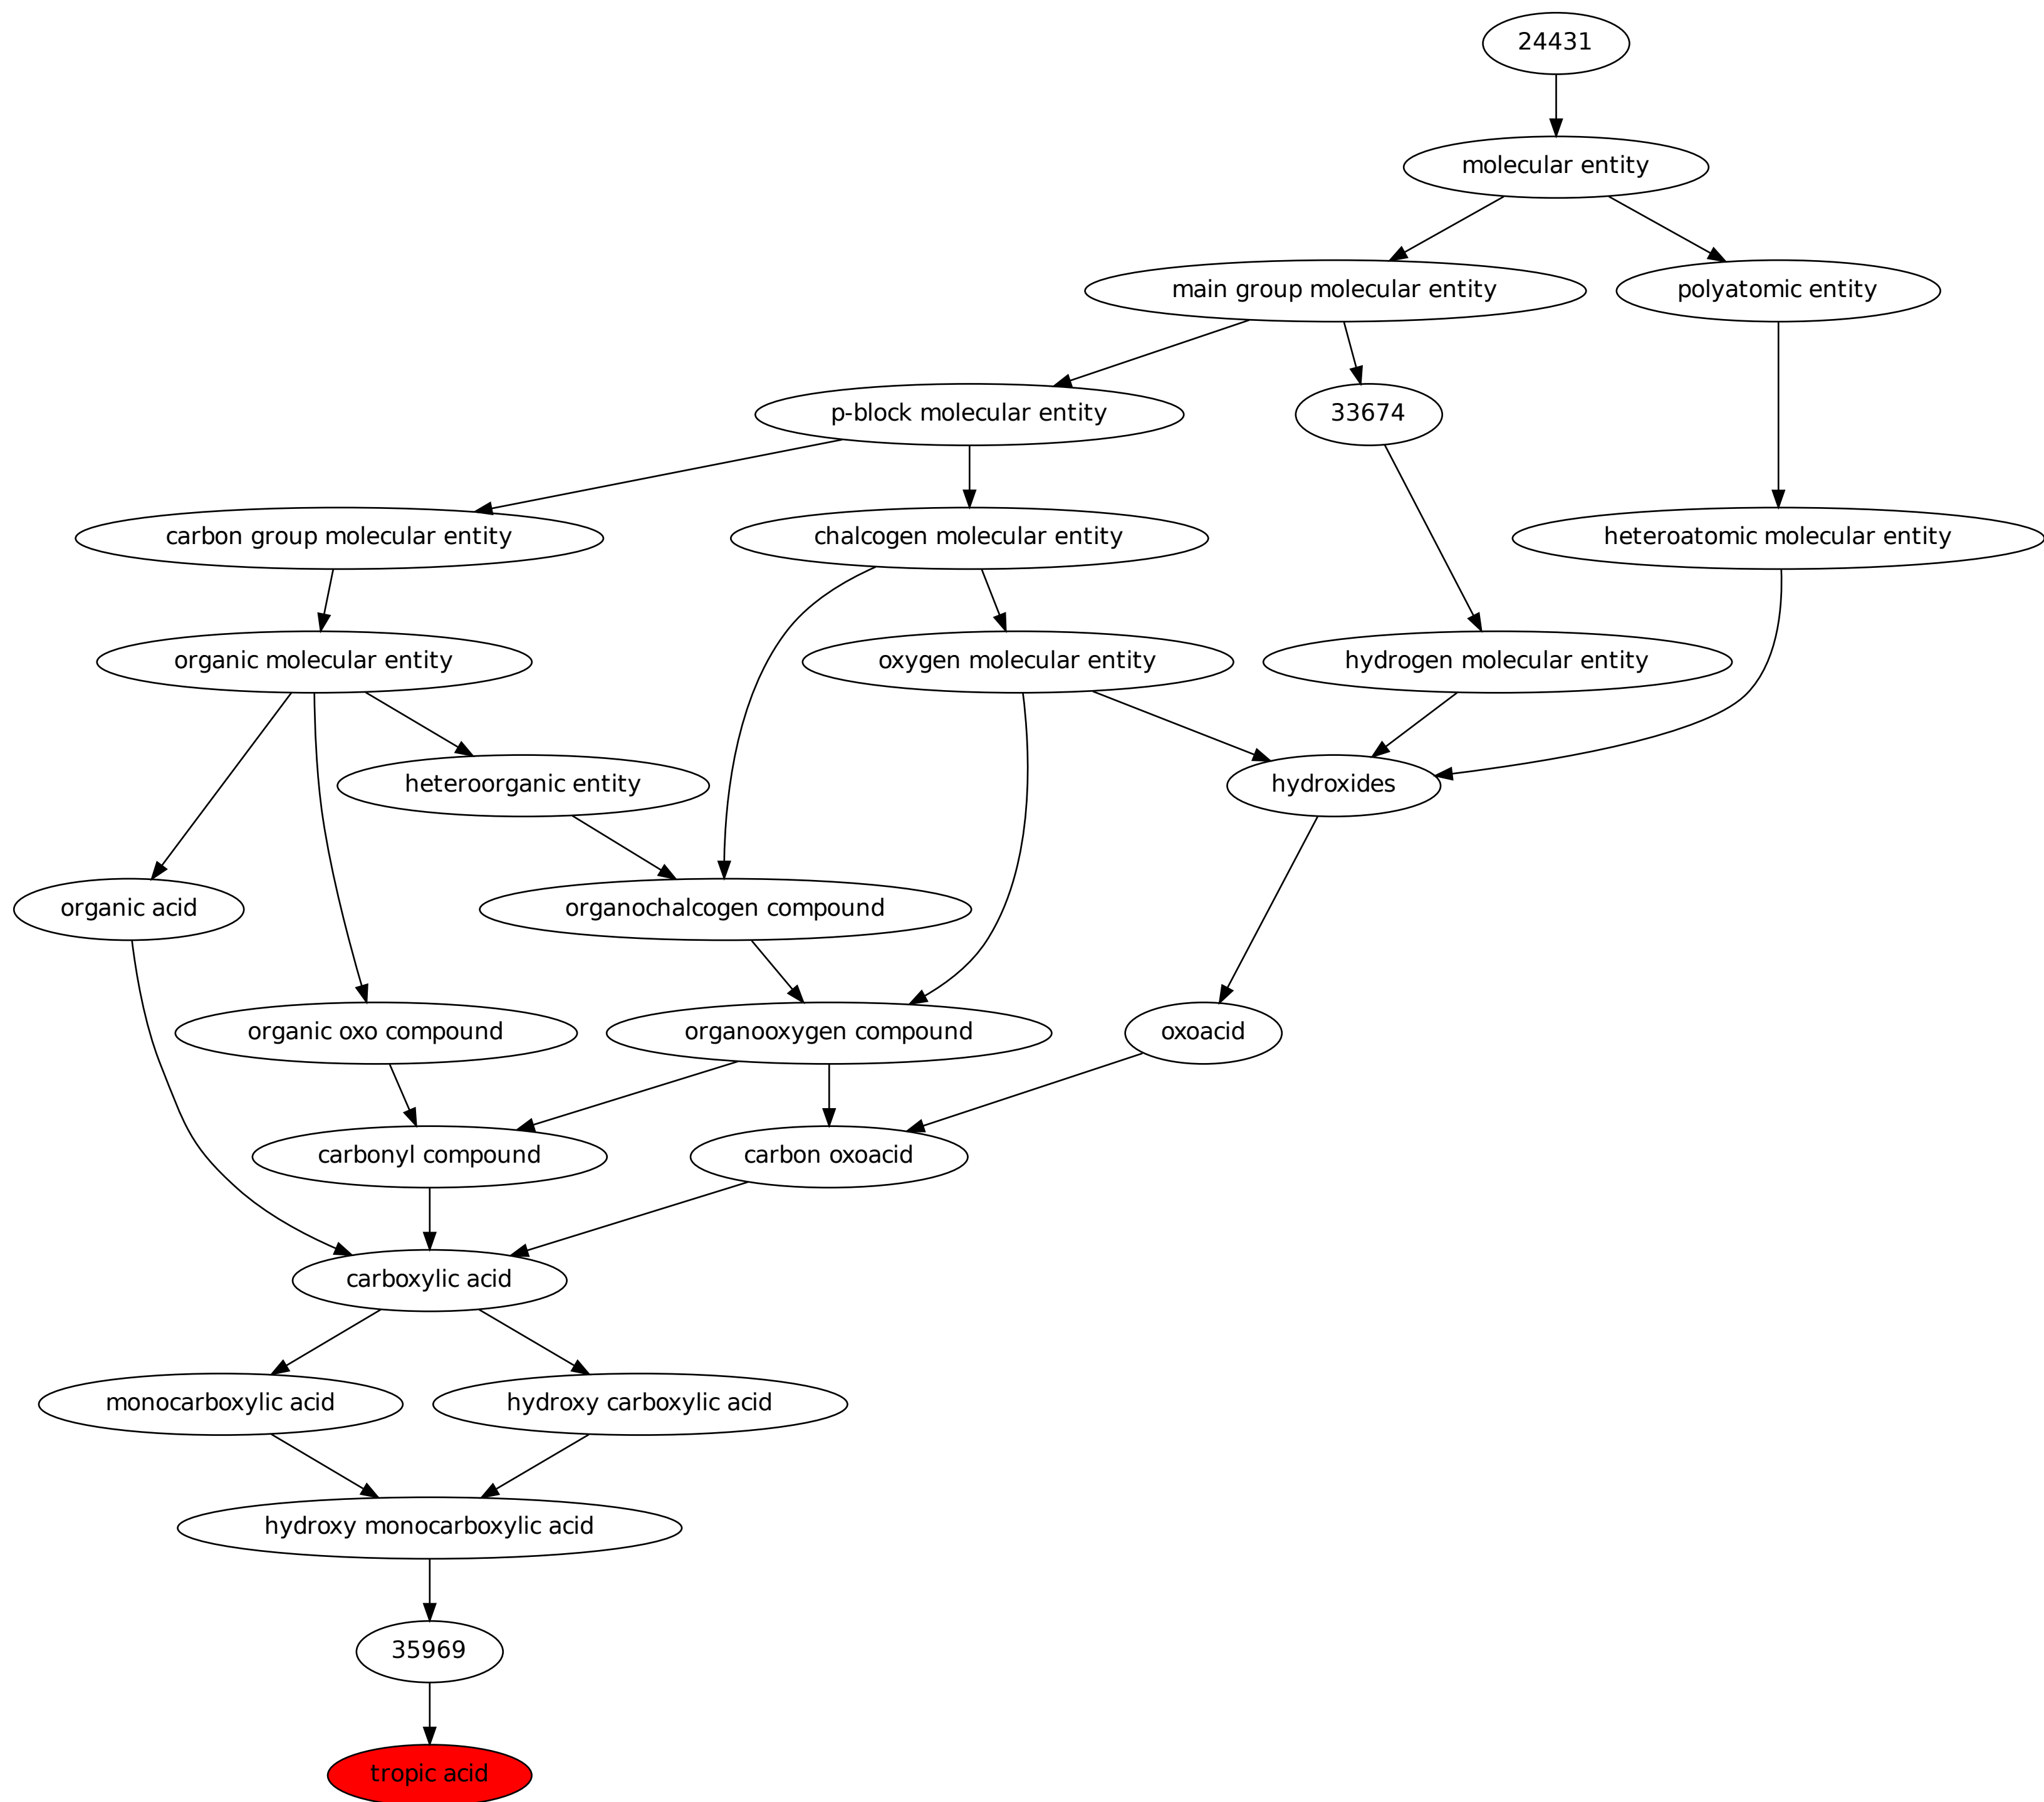 24431
molecular entity
main group molecular entity
polyatomic entity
p-block molecular entity
33674
carbon group molecular entity
chalcogen molecular entity
heteroatomic molecular entity
organic molecular entity
oxygen molecular entity
hydrogen molecular entity
heteroorganic entity
hydroxides
organic acid
organochalcogen compound
organic oxo compound
organooxygen compound
oxoacid
carbonyl compound
carbon oxoacid
carboxylic acid
monocarboxylic acid
hydroxy carboxylic acid
hydroxy monocarboxylic acid
35969
tropic acid